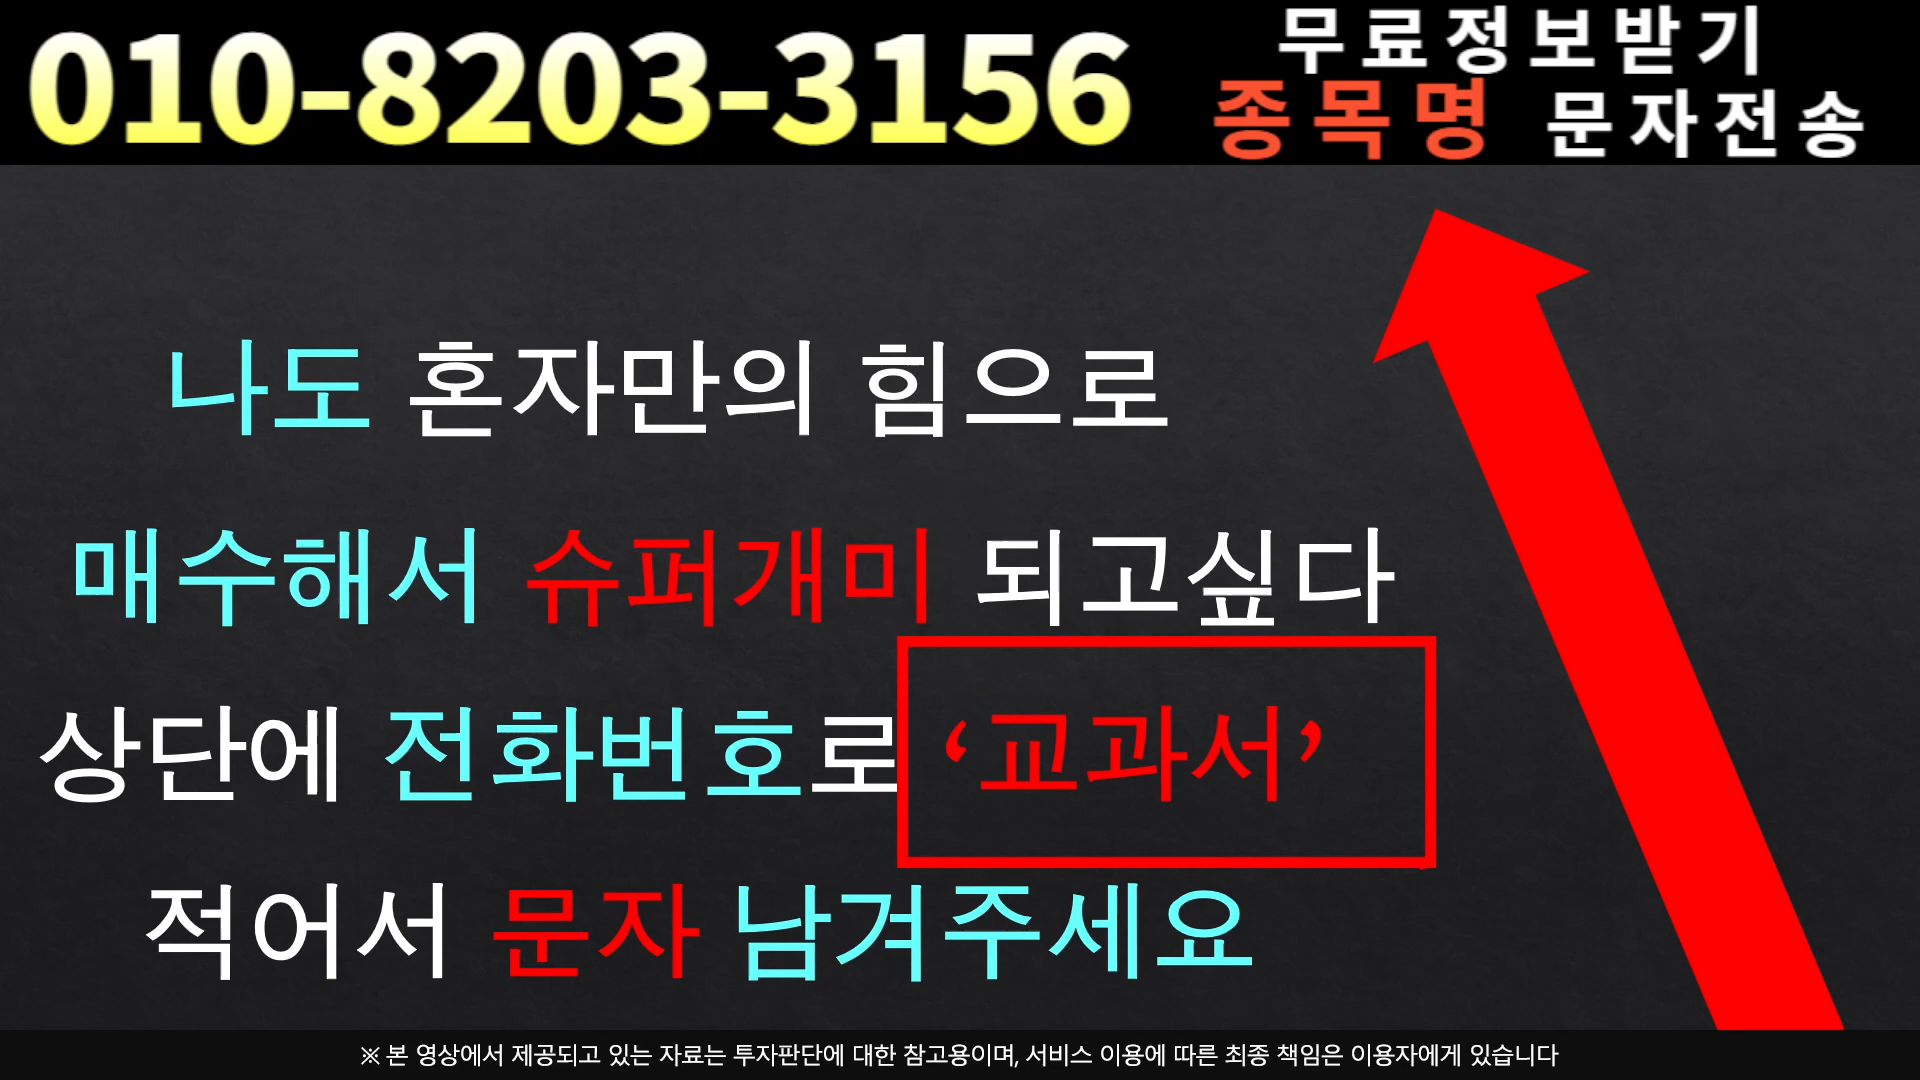 010-8203-3156
무료정보받기
종목명 문자전송
나도 혼자만의 힘으로
매수해서 슈퍼개미 되고싶다
상단에 전화번호로 ‘교과서’
적어서 문자 남겨주세요
※ 본 영상에서 제공되고 있는 자료는 투자판단에 대한 참고용이며, 서비스 이용에 따른 최종 책임은 이용자에게 있습니다